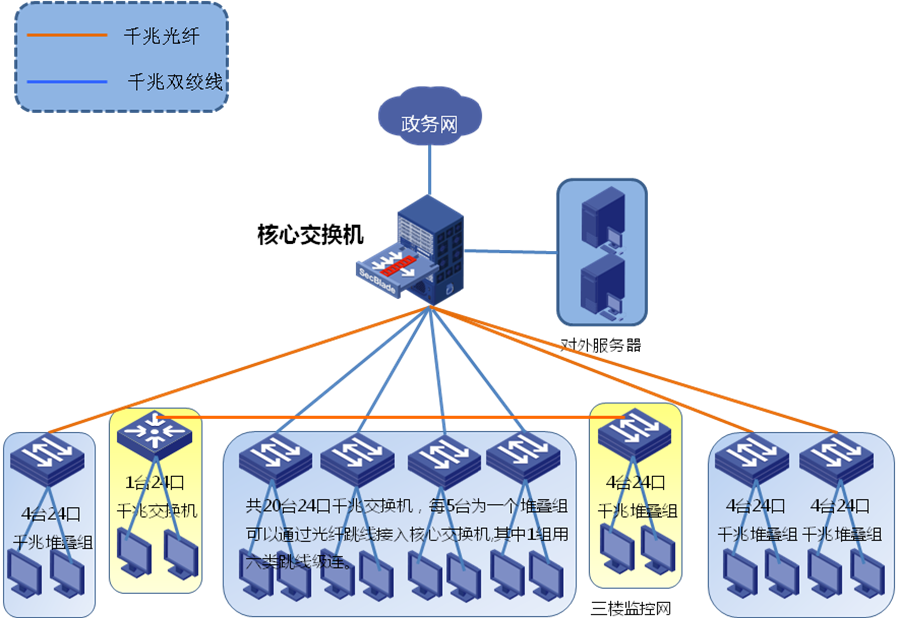 千兆光纤
千兆双绞线
政务网
核心交换机
SecBlade
对外服务器
4台24口
千兆堆叠组
1台24口
千兆交换机
共20台24口千兆交换机，每5台为一个堆叠组
可以通过光纤跳线接入核心交换机,其中1组用
六类跳线级连。
4台24口
千兆堆叠组
三楼监控网
4台24口
千兆堆叠组
4台24口
千兆堆叠组